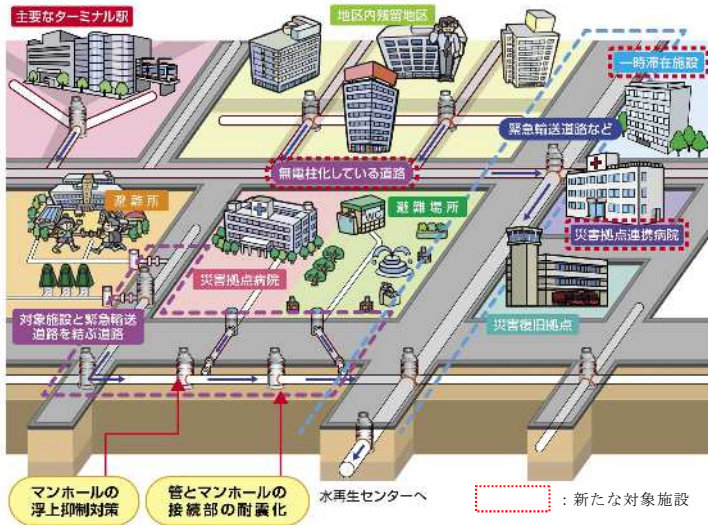 主要なターミナル駅
地区内残留地区
一時滞在施設
緊急輸送道路など
無電柱化している道路
避難所
避難場所
災害拠点連携病院
災害拠点病院
対象施設と緊急輸送
道路を結ぶ道路
災害復旧拠点
マンホールの
浮上抑制対策
管とマンホールの
接続部の耐震化
水再生センターへ
：新たな対象施設